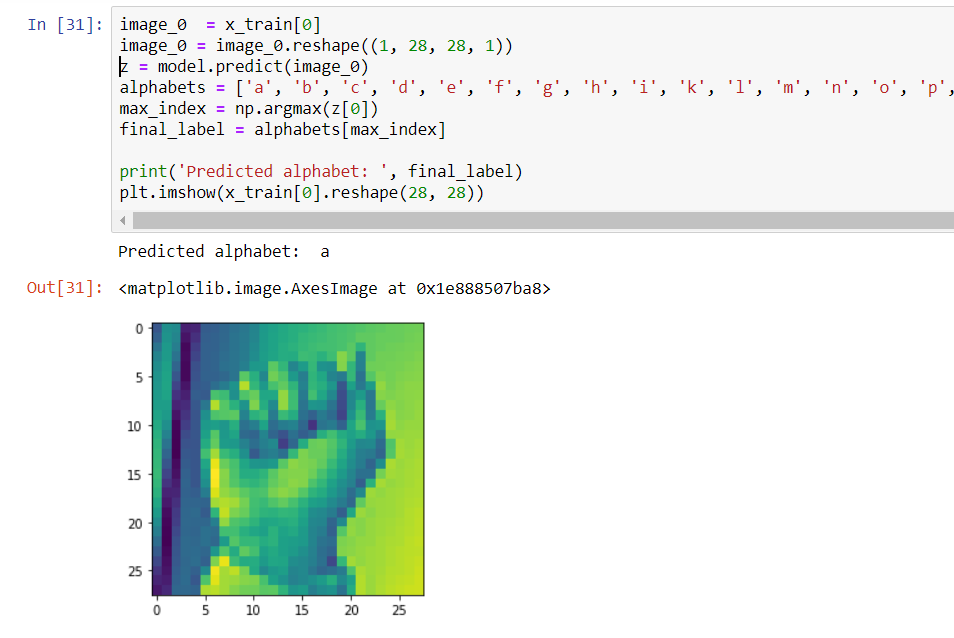 In [31]: image_0  = x_train[0]
image_0 = image_0.reshape((1, 28, 28, 1))
z = model.predict(image_0)
alphabets = ['a', 'b', 'c', 'd', 'e', 'f', 'g', 'h', 'i', 'k', 'l', 'm', 'n', 'o', 'p',
max_index = np.argmax(z[0])
final_label = alphabets[max_index]
print('Predicted alphabet: ', final_label)
plt.imshow(x_train[0].reshape(28, 28))
Predicted alphabet:  a
Out[31]: <matplotlib.image.AxesImage at 0x1e888507ba8>
0
5
10
15
20
25
0 5 10 15 20 25